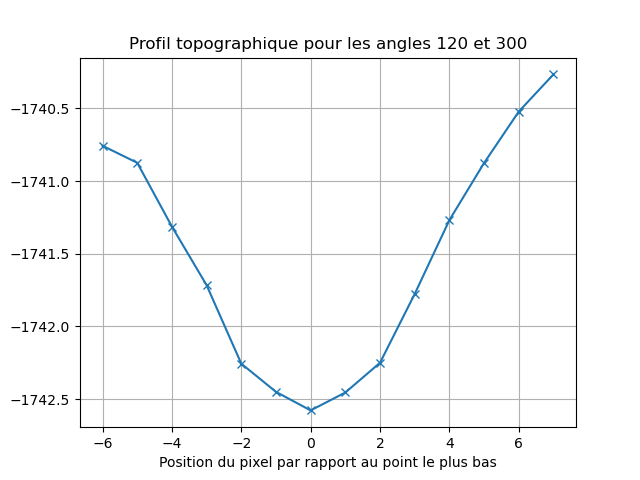 Profil topographique pour les angles 120 et 300
−1740.5
−1741.0
−1741.5
−1742.0
−1742.5
−6 −4 −2 0 2 4 6
Position du pixel par rapport au point le plus bas